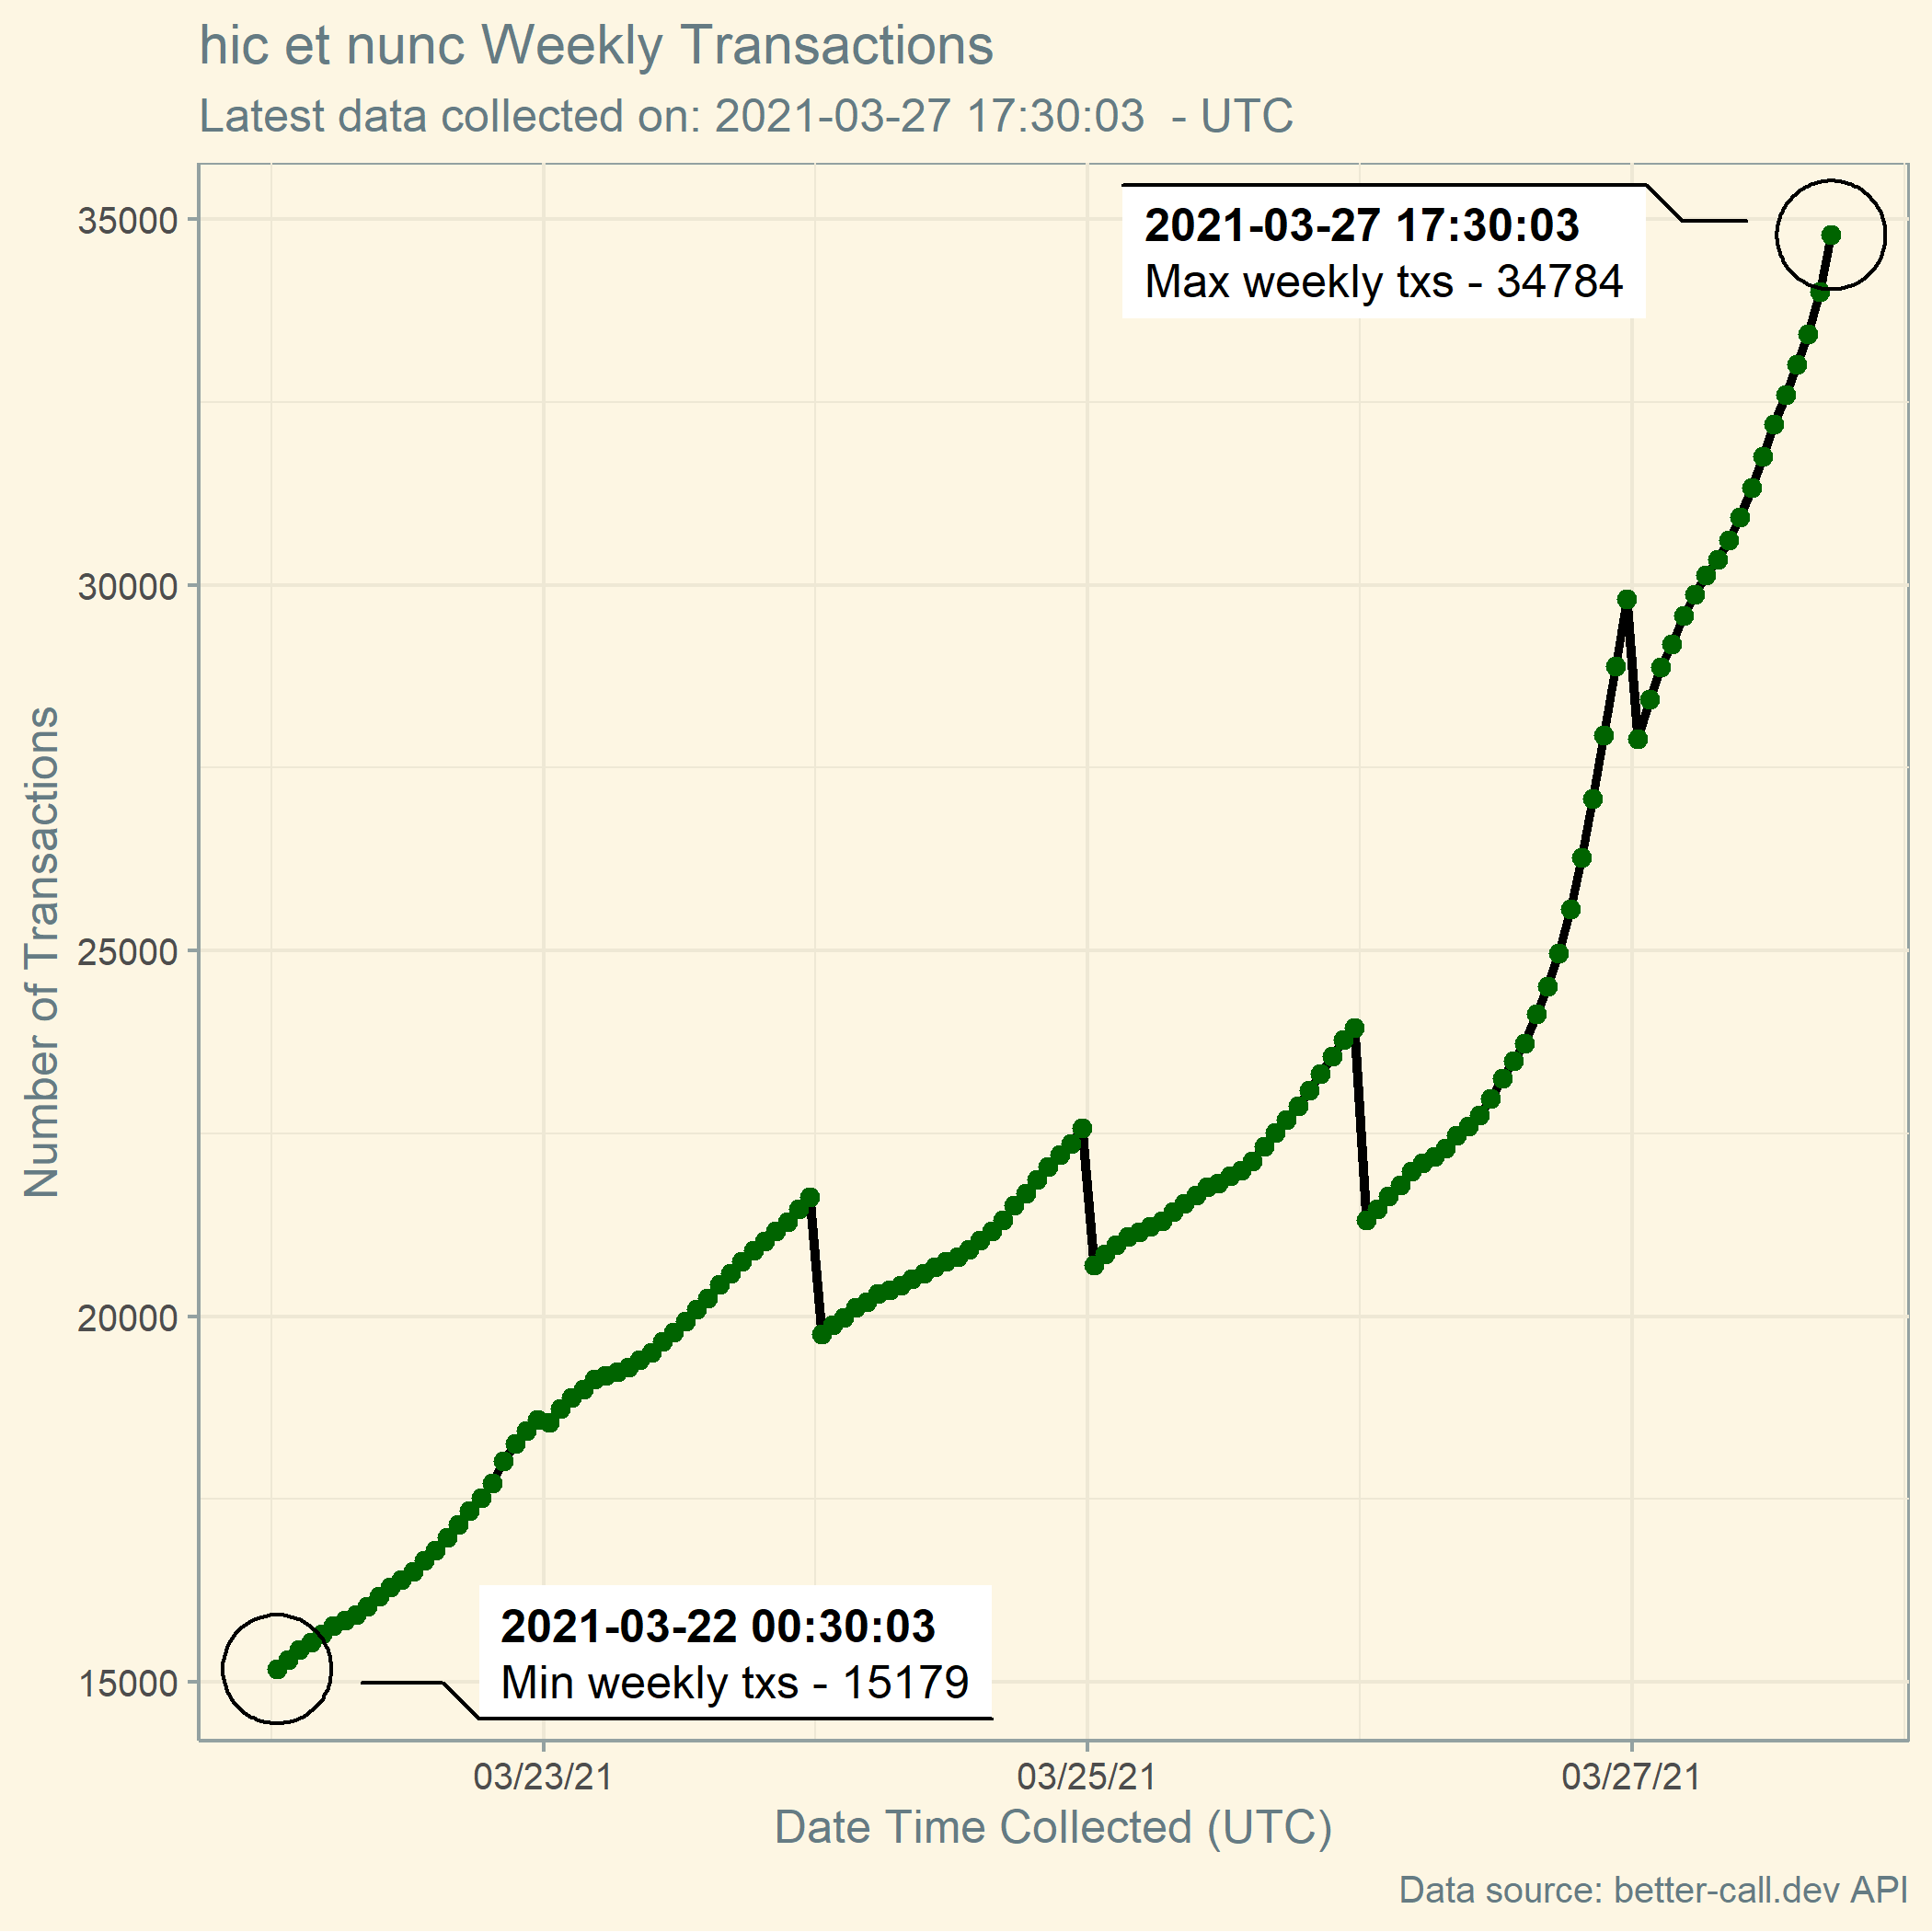 hic et nunc Weekly Transactions
Latest data collected on: 2021-03-27 17:30:03  - UTC
2021-03-27 17:30:03
Max weekly txs - 34784
35000
30000
25000
20000
15000
Number of Transactions
2021-03-22 00:30:03
Min weekly txs - 15179
03/23/21
03/25/21
03/27/21
Date Time Collected (UTC)
Data source: better-call.dev API